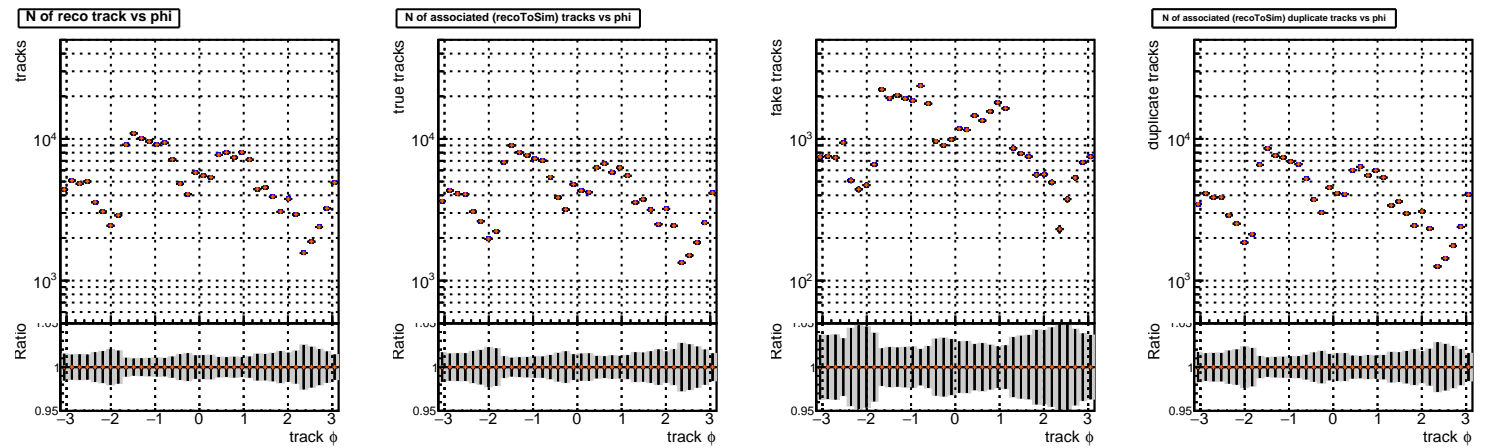 N of reco track vs phi
tracks
10^4
10^3
Ratio
1.05
1
0.95
−3 −2 −1 0 1 2 3
track ϕ
N of associated (recoToSim) tracks vs phi
true tracks
10^4
10^3
Ratio
1.05
1
0.95
−3 −2 −1 0 1 2 3
track ϕ
fake tracks
10^3
10^2
Ratio
1.05
1
0.95
−3 −2 −1 0 1 2 3
track ϕ
N of associated (recoToSim) duplicate tracks vs phi
duplicate tracks
10^4
10^3
Ratio
1.05
1
0.95
−3 −2 −1 0 1 2 3
track ϕ